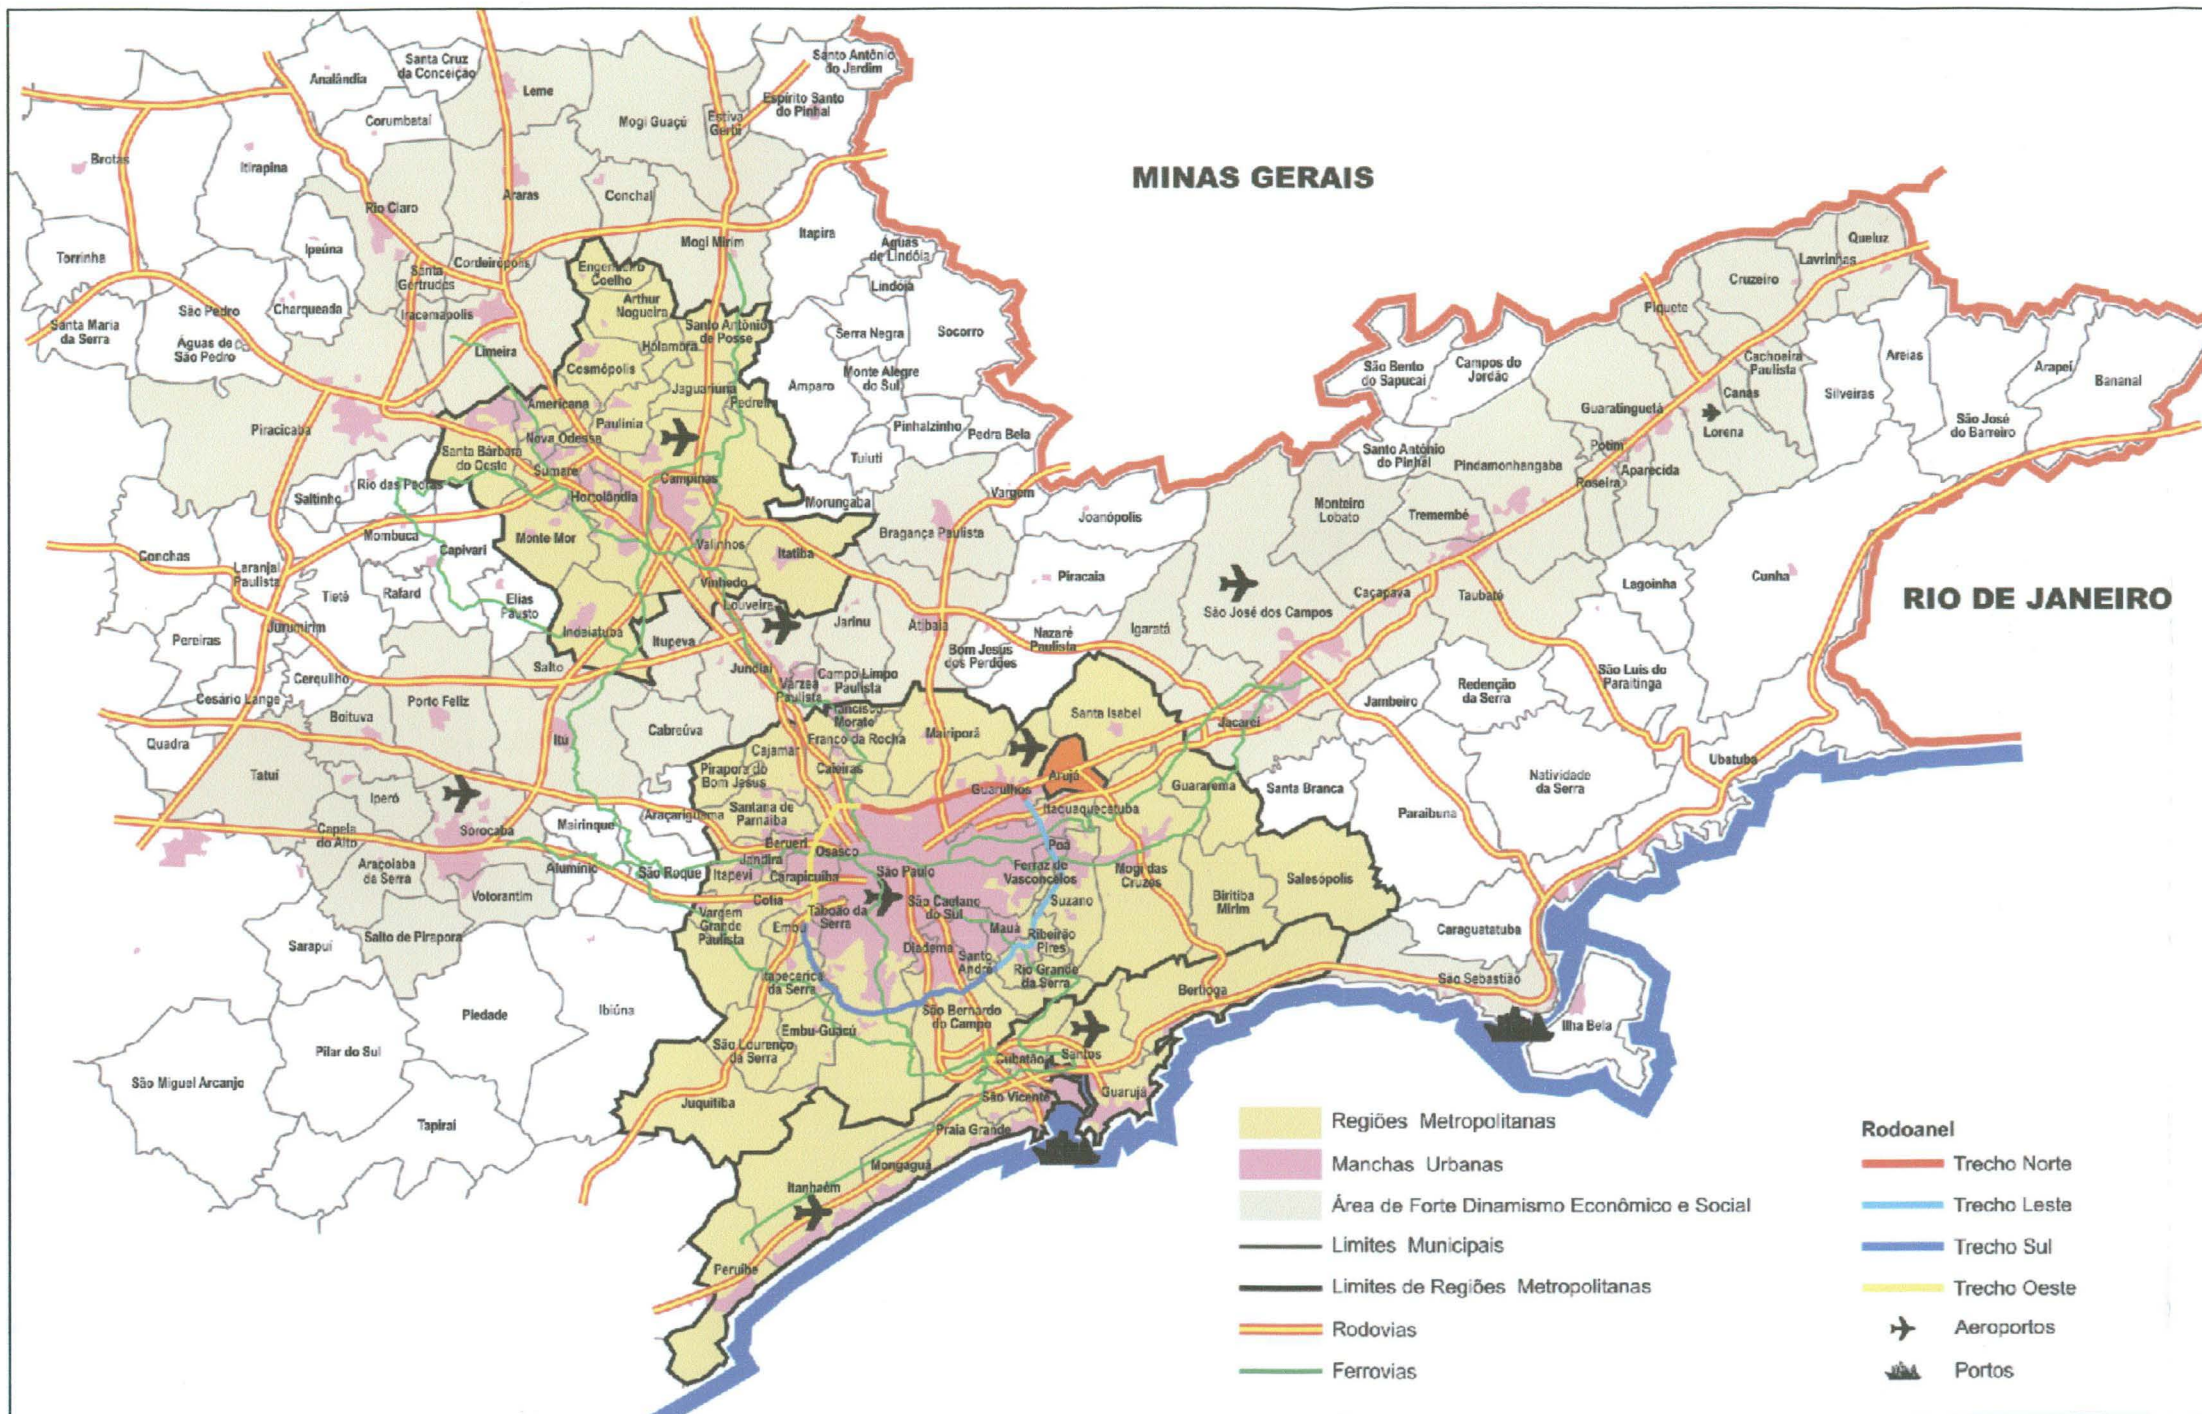 Santo Antônio
do Jardim
Santa Cruz
da Conceição
Analândia
Leme
Espírito Santo
do Pinhal
Corumbataí
Mogi Guaçú
Estiva
Gerbi
Brotas
Itirapina
MINAS GERAIS
Araras
Conchal
Rio Claro
Itapira
Mogi Mirim
Ipeúna
Águas
de Lindóia
Queluz
Torrinha
Cordeirópolis
Santa
Gertrudes
Engenheiro
Coelho
Lavrinhas
Cruzeiro
Lindoia
Arthur
Nogueira
São Pedro
Charqueada
Iracemapolis
Piquete
Santa Maria
da Serra
Santo Antônio
de Posse
Serra Negra
Socorro
Águas de
São Pedro
Limeira
Holambra
Cachoeira
Paulista
Areias
São Bento
do Sapucai
Campos do
Jordão
Cosmópolis
Monte Alegre
do Sul
Arapeí
Bananal
Amparo
Jaguariuna
Pedreira
Canas
Silveiras
Americana
Guaratinguelá
Paulinia
São José
do Barreiro
Piracicaba
Nova Odessa
Pinhalzinho
Pedra Bela
Lorena
Santa Bárbara
do Oeste
Potim
Santo Antônio
do Pinhal
Tuiuti
Pindamonhangaba
Aparecida
Sumare
Campinas
Roseira
Rio das Pedras
Hortolândia
Saltinho
Morungaba
Vargem
Monteiro
Lobato
Tremembé
Joanópolis
Mombuca
Bragança Paulista
Monte Mor
Valinhos
Itatiba
Conchas
Capivari
Laranjal
Paulista
Piracaia
Cunha
Lagoinha
Vinhedo
Tietê
Rafard
Elias
Fausto
Caçapava
Taubaté
RIO DE JANEIRO
Louveira
São José dos Campos
Jurumirim
Jarinu
Atibaia
Igaratá
Pereiras
Indaiatuba
Itupeva
Nazaré
Paulista
Bom Jesus
dos Perdões
Salto
Jundiaí
São Luis do
Paraitinga
Cerquilho
Campo Limpo
Paulista
Várzea
Paulista
Redenção
da Serra
Cesário Lange
Porto Feliz
Jambeiro
Boituva
Francisco
Morato
Santa Isabel
Jacareí
Cabreúva
Mairiporã
Quadra
Itú
Franco da Rocha
Cajamar
Ubatuba
Tatuí
Pirapora do
Bom Jesus
Caieiras
Arujá
Natividade
da Serra
Guararema
Santa Branca
Guarulhos
Iperó
Santana de
Parnaiba
Itaquaquecetuba
Araçariguama
Paraibuna
Mairinque
Sorocaba
Capela
do Alto
Barueri
Osasco
Poá
Jandira
Araçoiaba
da Serra
Alumínio
São Roque
Itapevi
Carapicuíba
São Paulo
Ferraz de
Vasconcelos
Mogi das
Cruzes
Salesópolis
Votorantim
Cotia
Suzano
Biritiba
Mirim
Taboão da
Serra
São Caetano
do Sul
Vargem
Grande
Paulista
Embú
Mauá
Ribeirão
Pires
Caraguatatuba
Salto de Pirapora
Sarapuí
Diadema
Santo
André
Rio Grande
da Serra
Itapecerica
da Serra
São Sebastião
Bertioga
Ibiúna
Piedade
São Bernardo
do Campo
Embu-Guaçú
Ilha Bela
Pilar do Sul
São Lourenço
da Serra
Cubatão
Santos
São Miguel Arcanjo
Guarujá
São Vicente
Juquitiba
Tapiraí
Praia Grande
Mongaguá
Itanhaém
Peruíbe
Regiões Metropolitanas
Manchas Urbanas
Área de Forte Dinamismo Econômico e Social
Limites Municipais
Limites de Regiões Metropolitanas
Rodovias
Ferrovias
Rodoanel
Trecho Norte
Trecho Leste
Trecho Sul
Trecho Oeste
Aeroportos
Portos